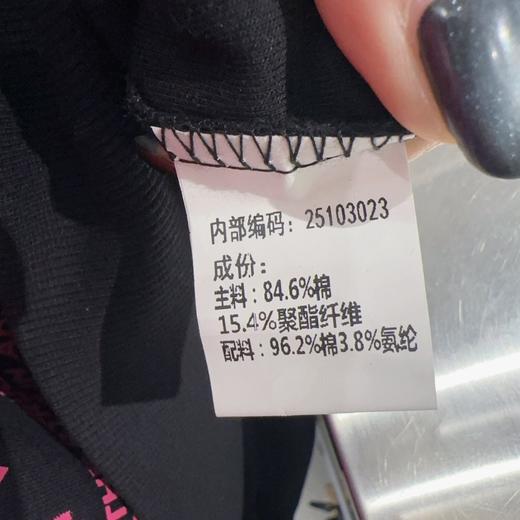 内部编码：25103023
成份：
主料：84.6%棉
15.4%聚酯纤维
配料：96.2%棉3.8%氨纶